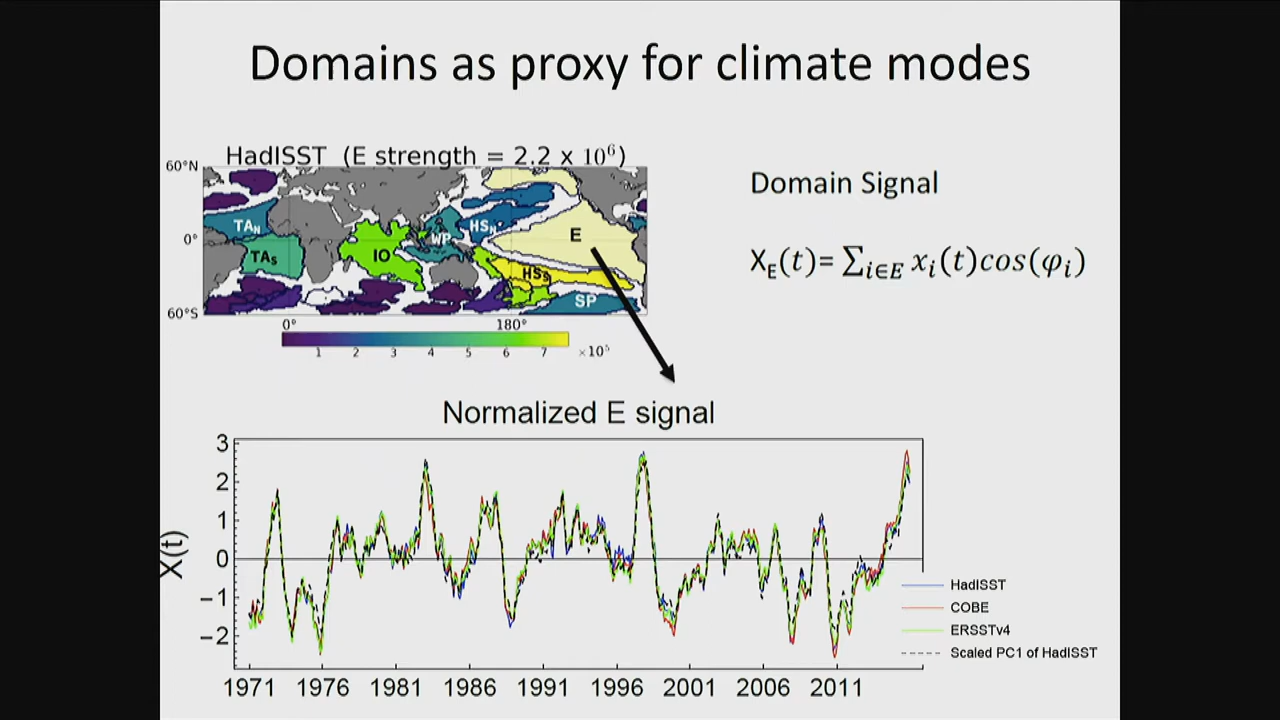 Domains as proxy for climate modes
HadISST (E strength = 2.2 x 10⁶)
60°N
0°
60°S
TA_N
TA_S
IO
WP
HS_N
HS_S
E
SP
0°
180°
1 2 3 4 5 6 7 ×10⁵
Domain Signal
X_E(t)= ∑_{i∈E} x_i(t)cos(φ_i)
Normalized E signal
X(t)
3
2
1
0
−1
−2
1971 1976 1981 1986 1991 1996 2001 2006 2011
HadISST
COBE
ERSSTv4
Scaled PC1 of HadISST